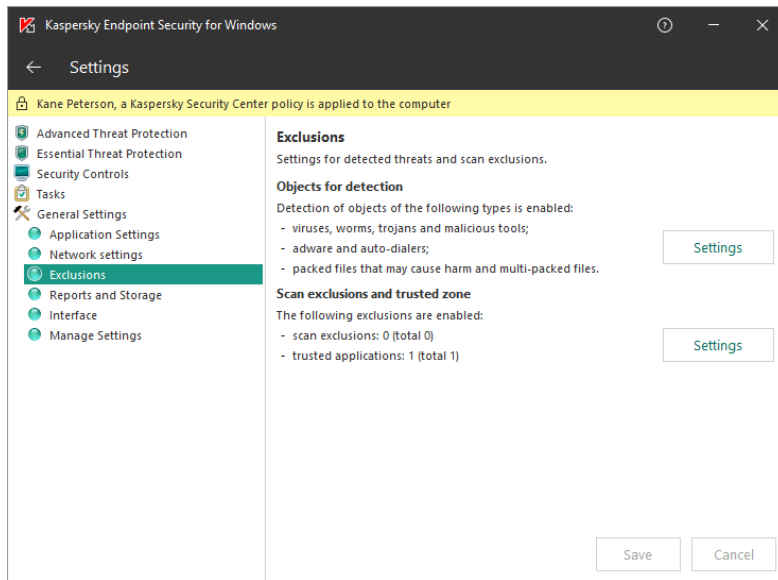 Kaspersky Endpoint Security for Windows
Settings
Kane Peterson, a Kaspersky Security Center policy is applied to the computer
Advanced Threat Protection
Essential Threat Protection
Security Controls
Tasks
General Settings
Application Settings
Network settings
Exclusions
Reports and Storage
Interface
Manage Settings
Exclusions
Settings for detected threats and scan exclusions.
Objects for detection
Detection of objects of the following types is enabled:
- viruses, worms, trojans and malicious tools;
- adware and auto-dialers;
- packed files that may cause harm and multi-packed files.
Settings
Scan exclusions and trusted zone
The following exclusions are enabled:
- scan exclusions: 0 (total 0)
- trusted applications: 1 (total 1)
Settings
Save
Cancel